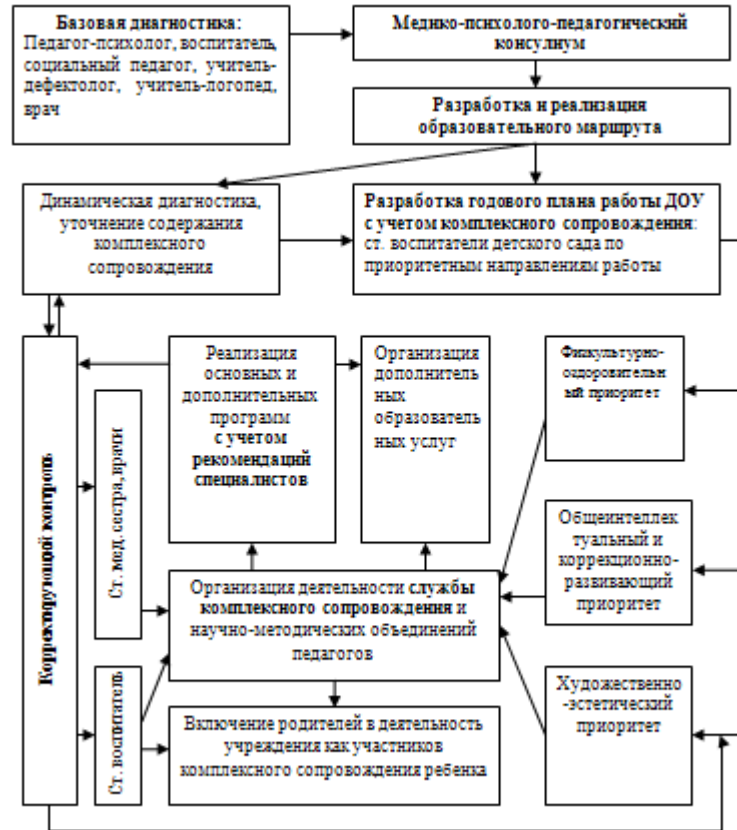 Базовая диагностика:
Педагог-психолог, воспитатель,
социальный педагог, учитель-
дефектолог, учитель-логопед,
врач
Медико-психолого-педагогический
консулиум
Разработка и реализация
образовательного маршрута
Динамическая диагностика,
уточнение содержания
комплексного
сопровождения
Разработка годового плана работы ДОУ
с учетом комплексного сопровождения:
ст. воспитатели детского сада по
приоритетным направлениям работы
Корректирующий контроль
Ст. мед. сестра, врачи
Ст. воспитатель
Реализация
основных и
дополнительных
программ
с учетом
рекомендаций
специалистов
Организация
дополнитель
ных
образователь
ных услуг
Физкультурно-
оздоровительн
ый приоритет
Общеинтеллек
туальный и
коррекционно-
развивающий
приоритет
Организация деятельности службы
комплексного сопровождения и
научно-методических объединений
педагогов
Художественно
-эстетический
приоритет
Включение родителей в деятельность
учреждения как участников
комплексного сопровождения ребенка